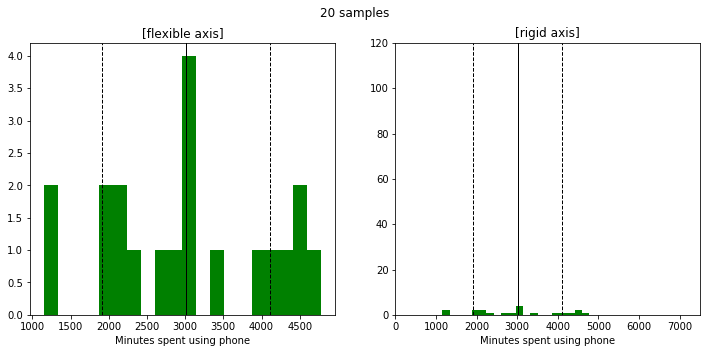 20 samples
[flexible axis]
4.0
3.5
3.0
2.5
2.0
1.5
1.0
0.5
0.0
1000 1500 2000 2500 3000 3500 4000 4500
Minutes spent using phone
[rigid axis]
120
100
80
60
40
20
0
0 1000 2000 3000 4000 5000 6000 7000
Minutes spent using phone